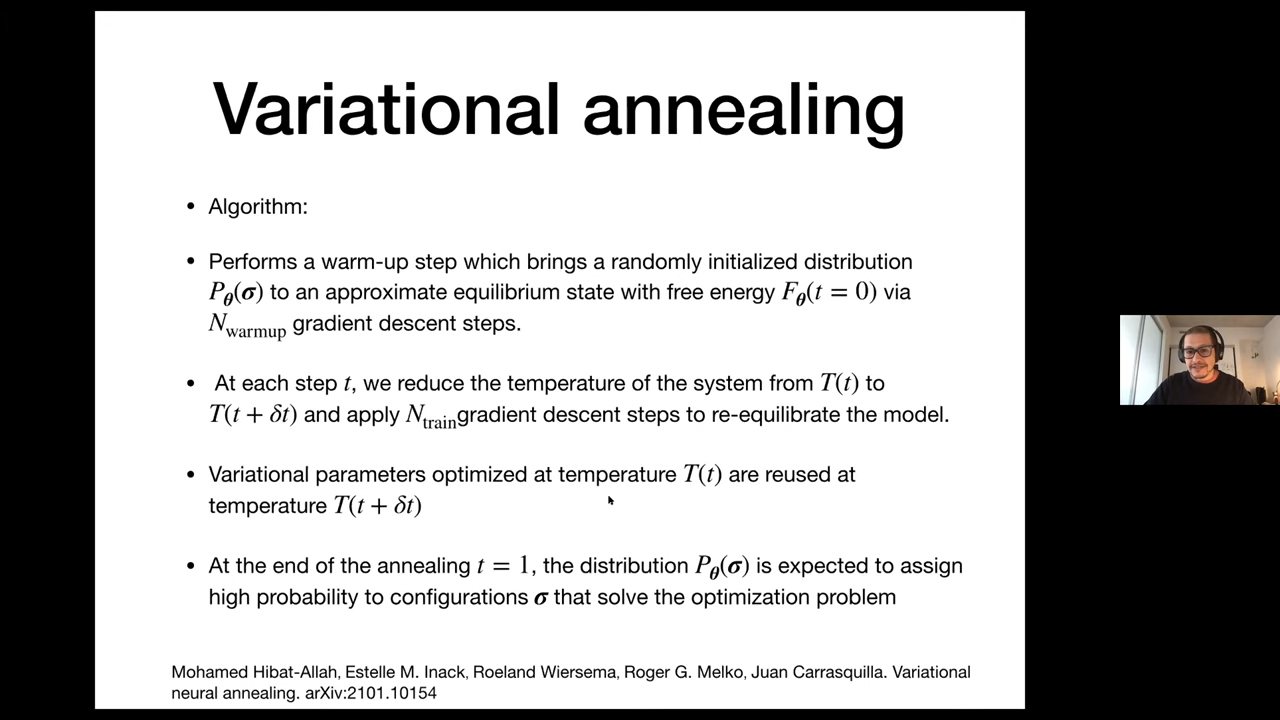 Variational annealing
• Algorithm:
• Performs a warm-up step which brings a randomly initialized distribution
P_θ(σ) to an approximate equilibrium state with free energy F_θ(t = 0) via
N_warmup gradient descent steps.
• At each step t, we reduce the temperature of the system from T(t) to
T(t + δt) and apply N_train gradient descent steps to re-equilibrate the model.
• Variational parameters optimized at temperature T(t) are reused at
temperature T(t + δt)
• At the end of the annealing t = 1, the distribution P_θ(σ) is expected to assign
high probability to configurations σ that solve the optimization problem
Mohamed Hibat-Allah, Estelle M. Inack, Roeland Wiersema, Roger G. Melko, Juan Carrasquilla. Variational
neural annealing. arXiv:2101.10154